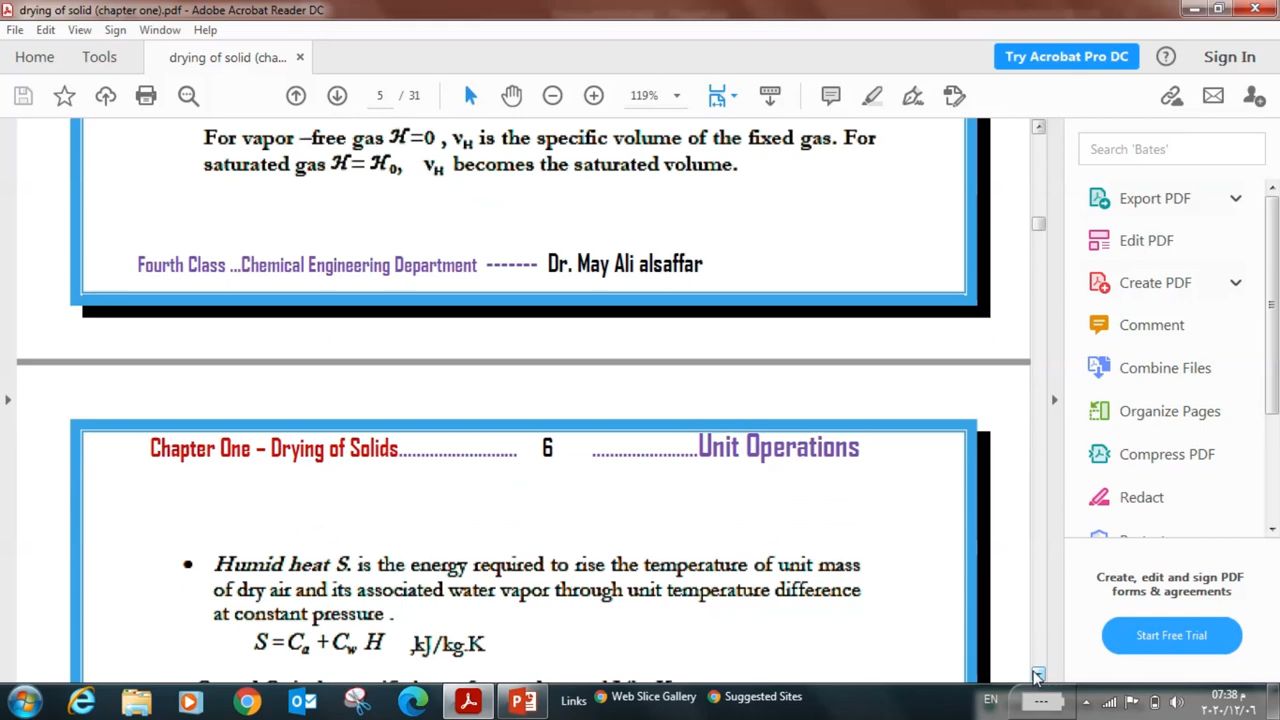 drying of solid (chapter one).pdf - Adobe Acrobat Reader DC
File Edit View Sign Window Help
Home Tools drying of solid (cha... × Try Acrobat Pro DC Sign In
5 / 31 119%
Search 'Bates'
For vapor –free gas ℋ=0 , νH is the specific volume of the fixed gas. For
saturated gas ℋ= ℋ0, νH becomes the saturated volume.
Fourth Class ...Chemical Engineering Department ------- Dr. May Ali alsaffar
Chapter One – Drying of Solids.......................... 6 .......................Unit Operations
• Humid heat S. is the energy required to rise the temperature of unit mass
of dry air and its associated water vapor through unit temperature difference
at constant pressure .
S = Ca + Cw H ,kJ/kg.K
Export PDF
Edit PDF
Create PDF
Comment
Combine Files
Organize Pages
Compress PDF
Redact
Create, edit and sign PDF
forms & agreements
Start Free Trial
Links Web Slice Gallery Suggested Sites EN ---
07:38 م
٢٠٢٠/١٢/٠٦